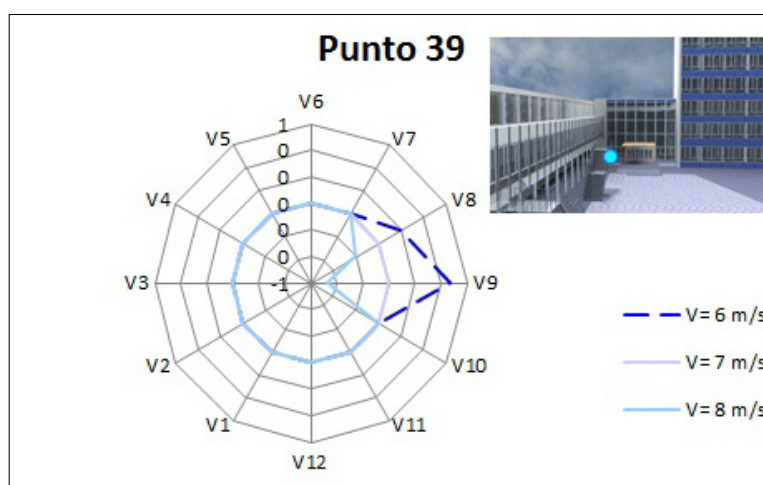 Punto 39
V6
V5
V7
V4
V8
V3
V9
V2
V10
V1
V11
V12
1
0
0
0
0
0
-1
V= 6 m/s
V= 7 m/s
V= 8 m/s